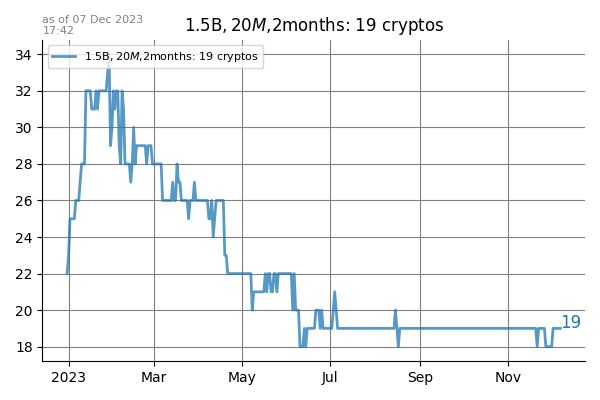 as of 07 Dec 2023
17:42
1.5B, 20M,2months: 19 cryptos
1.5B, 20M,2months: 19 cryptos
34
32
30
28
26
24
22
20
18
19
2023 Mar May Jul Sep Nov